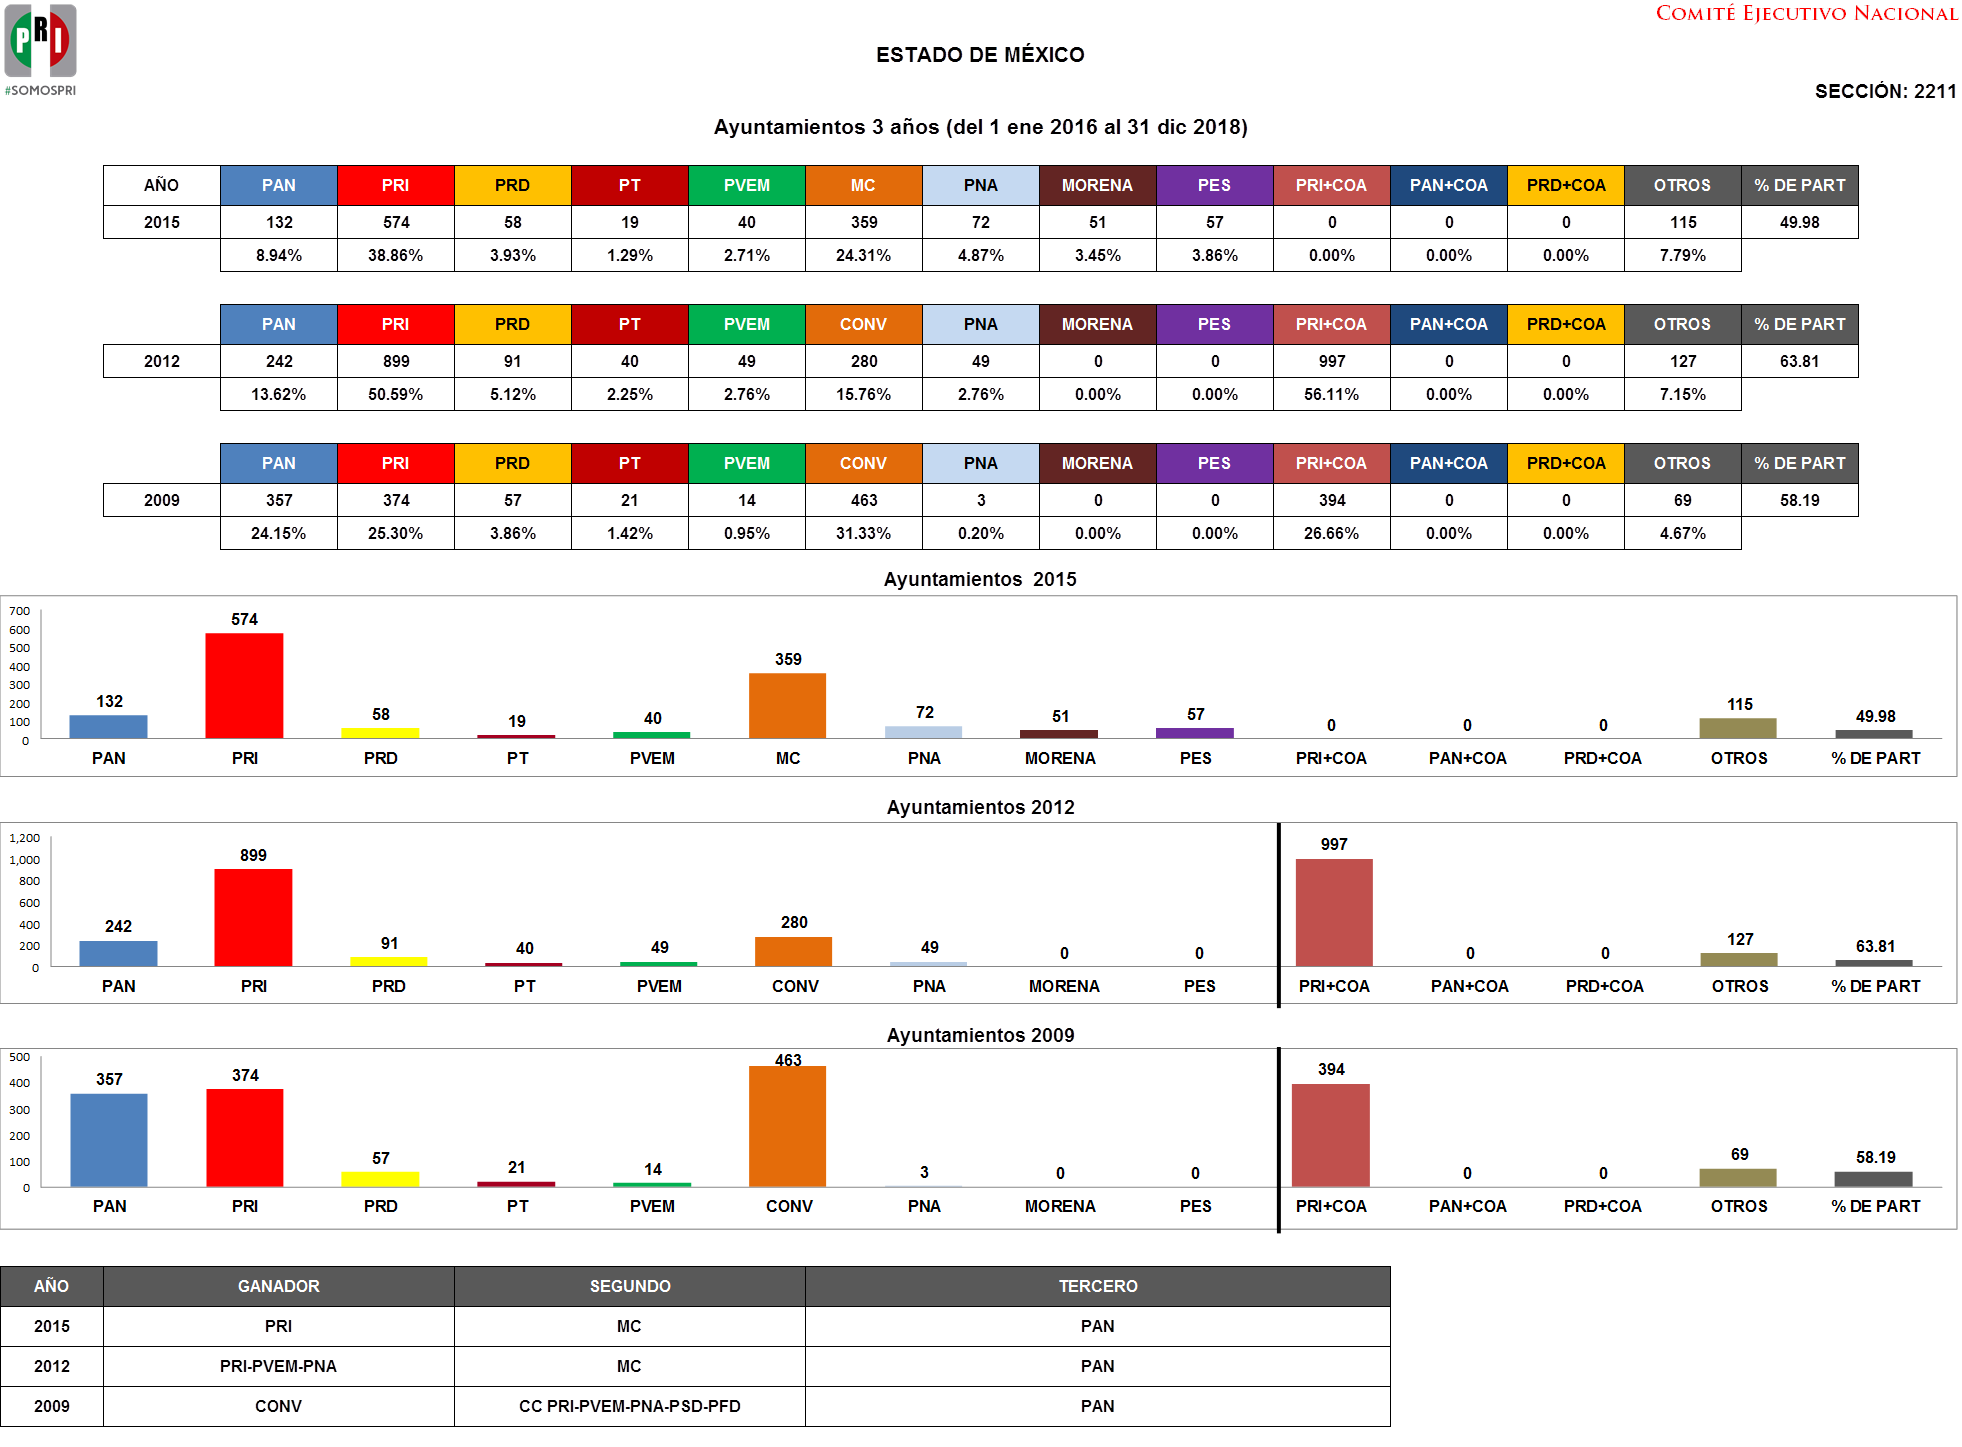 PRI
#SOMOSPRI
COMITÉ EJECUTIVO NACIONAL
ESTADO DE MÉXICO
SECCIÓN: 2211
Ayuntamientos 3 años (del 1 ene 2016 al 31 dic 2018)
AÑO PAN PRI PRD PT PVEM MC PNA MORENA PES PRI+COA PAN+COA PRD+COA OTROS % DE PART
2015 132 574 58 19 40 359 72 51 57 0 0 0 115 49.98
8.94% 38.86% 3.93% 1.29% 2.71% 24.31% 4.87% 3.45% 3.86% 0.00% 0.00% 0.00% 7.79%
PAN PRI PRD PT PVEM CONV PNA MORENA PES PRI+COA PAN+COA PRD+COA OTROS % DE PART
2012 242 899 91 40 49 280 49 0 0 997 0 0 127 63.81
13.62% 50.59% 5.12% 2.25% 2.76% 15.76% 2.76% 0.00% 0.00% 56.11% 0.00% 0.00% 7.15%
PAN PRI PRD PT PVEM CONV PNA MORENA PES PRI+COA PAN+COA PRD+COA OTROS % DE PART
2009 357 374 57 21 14 463 3 0 0 394 0 0 69 58.19
24.15% 25.30% 3.86% 1.42% 0.95% 31.33% 0.20% 0.00% 0.00% 26.66% 0.00% 0.00% 4.67%
Ayuntamientos 2015
700
600
500
400
300
200
100
0
132 574 58 19 40 359 72 51 57 0 0 0 115 49.98
PAN PRI PRD PT PVEM MC PNA MORENA PES PRI+COA PAN+COA PRD+COA OTROS % DE PART
Ayuntamientos 2012
1,200
1,000
800
600
400
200
0
242 899 91 40 49 280 49 0 0 997 0 0 127 63.81
PAN PRI PRD PT PVEM CONV PNA MORENA PES PRI+COA PAN+COA PRD+COA OTROS % DE PART
Ayuntamientos 2009
500
400
300
200
100
0
357 374 57 21 14 463 3 0 0 394 0 0 69 58.19
PAN PRI PRD PT PVEM CONV PNA MORENA PES PRI+COA PAN+COA PRD+COA OTROS % DE PART
AÑO GANADOR SEGUNDO TERCERO
2015 PRI MC PAN
2012 PRI-PVEM-PNA MC PAN
2009 CONV CC PRI-PVEM-PNA-PSD-PFD PAN